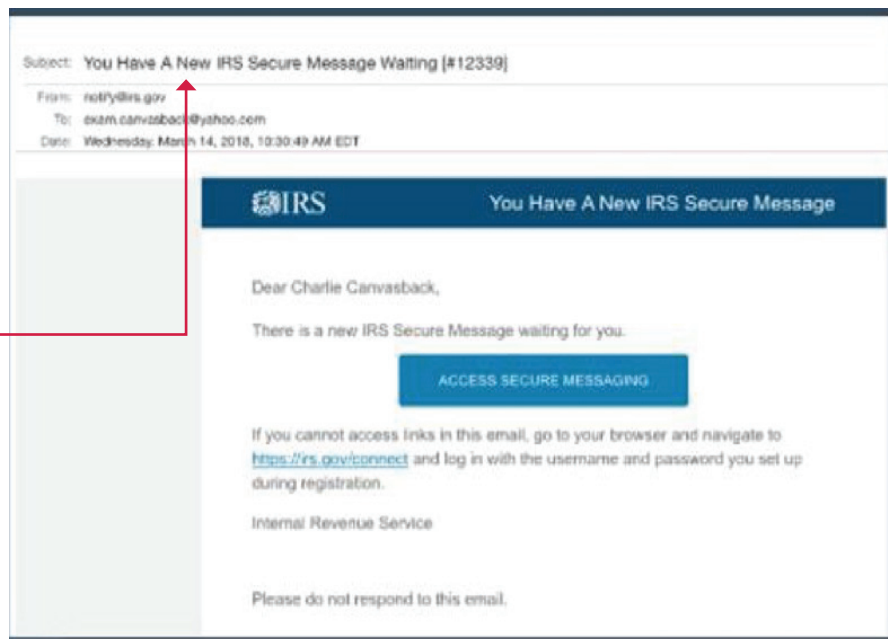 Subject: You Have A New IRS Secure Message Waiting [#12339]
From: notify@irs.gov
To: exam.canvasback@yahoo.com
Date: Wednesday, March 14, 2018, 10:30:49 AM EDT
IRS You Have A New IRS Secure Message
Dear Charlie Canvasback,
There is a new IRS Secure Message waiting for you.
ACCESS SECURE MESSAGING
If you cannot access links in this email, go to your browser and navigate to
https://irs.gov/connect and log in with the username and password you set up
during registration.
Internal Revenue Service
Please do not respond to this email.